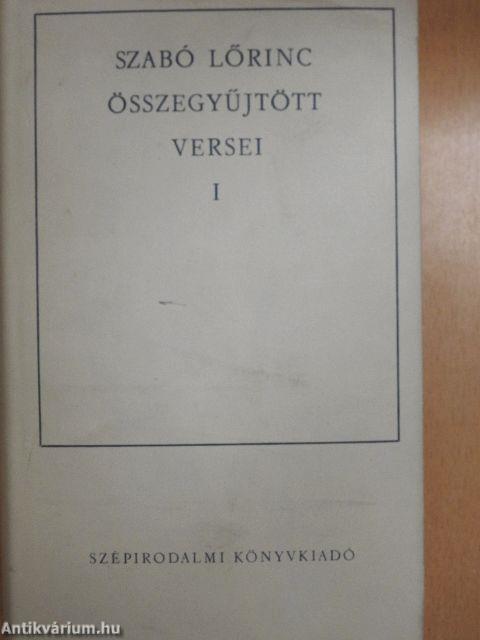 SZABÓ LŐRINC
ÖSSZEGYŰJTÖTT
VERSEI
I
SZÉPIRODALMI KÖNYVKIADÓ
Antikvárium.hu